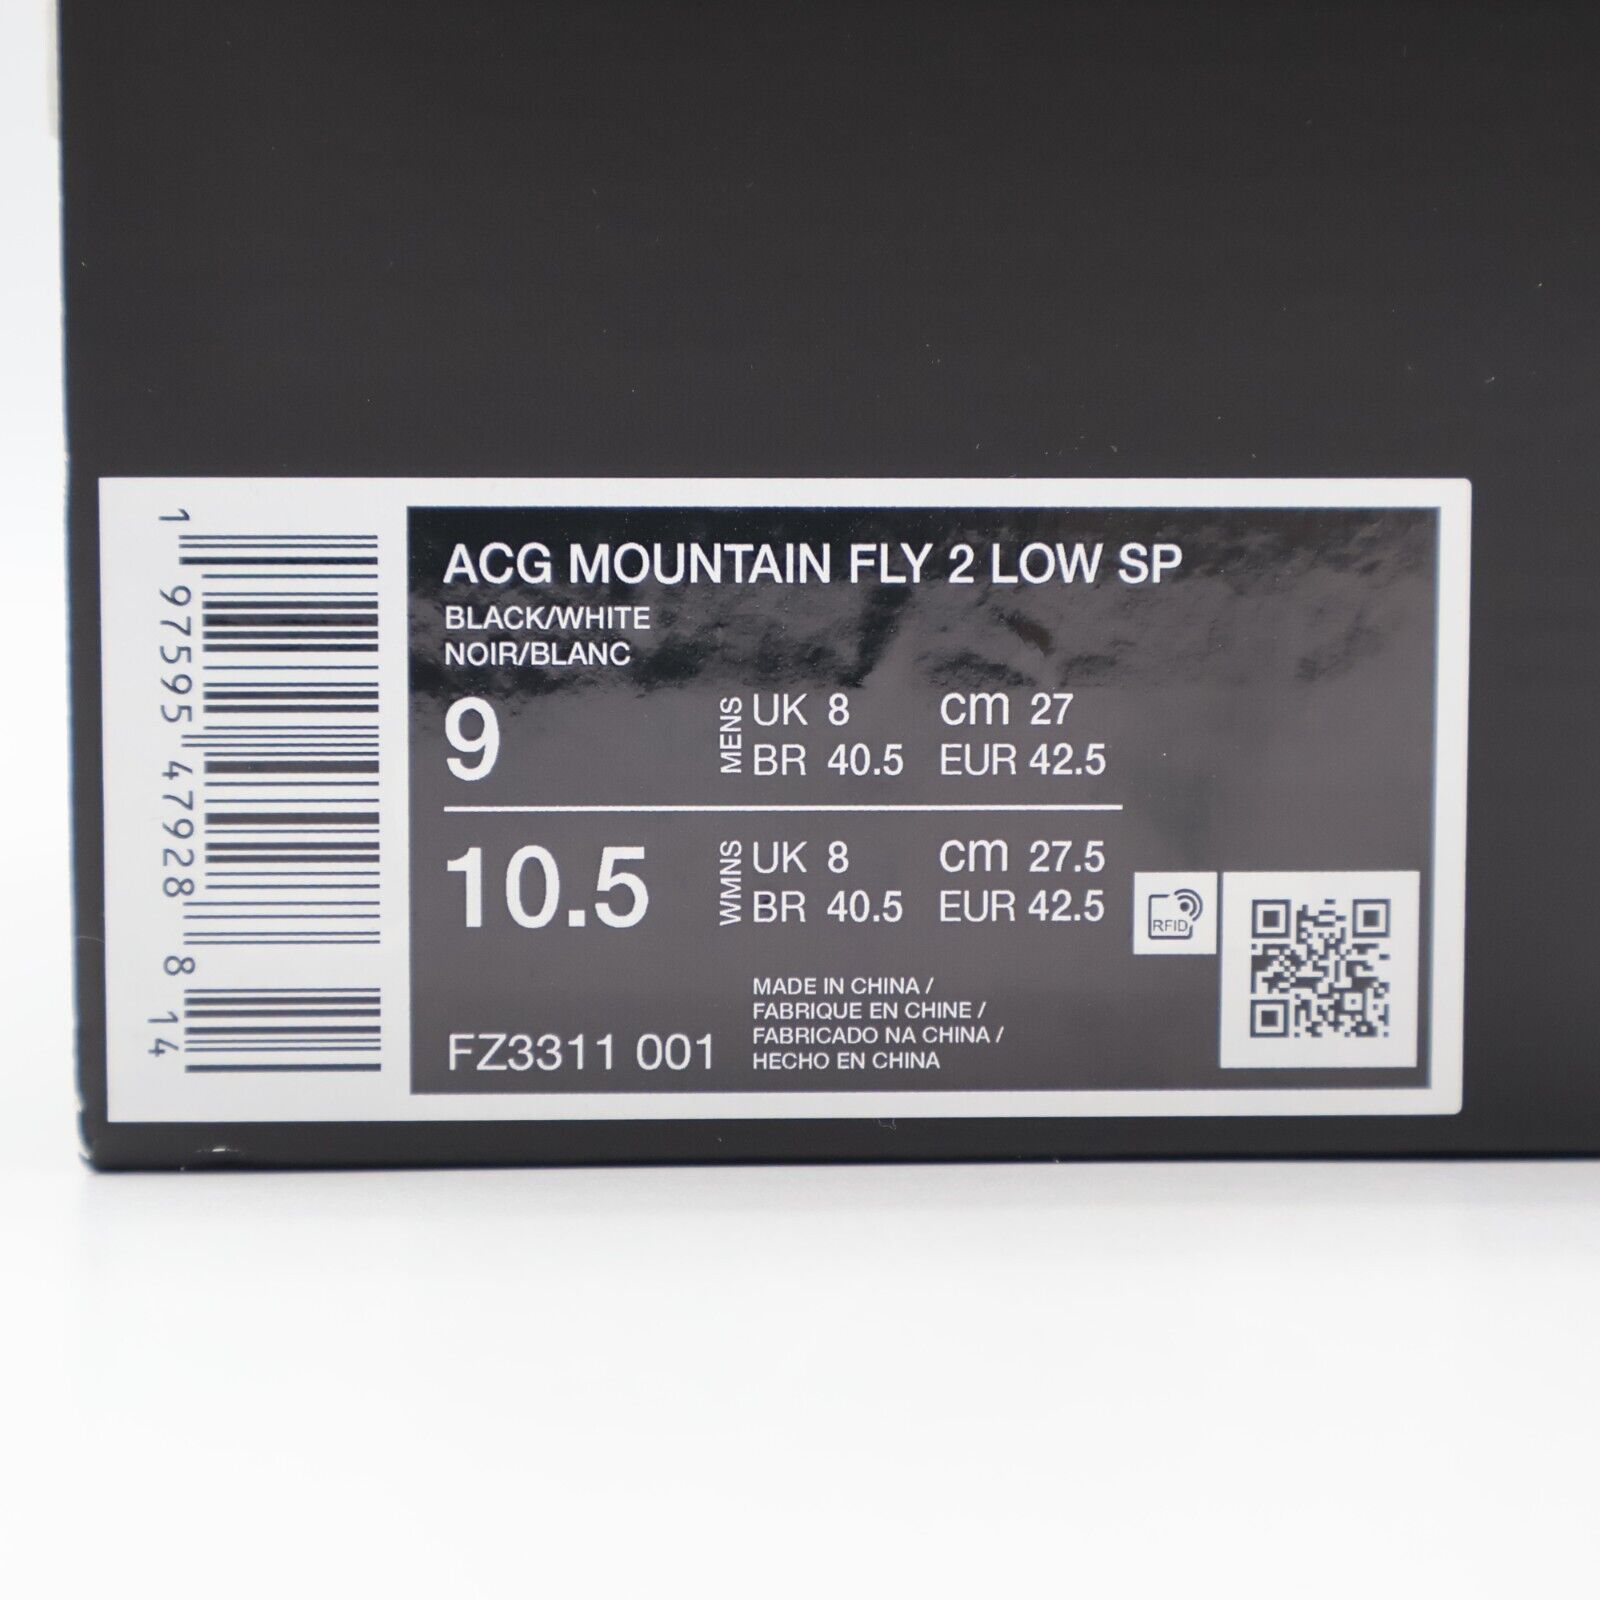 ACG MOUNTAIN FLY 2 LOW SP
BLACK/WHITE
NOIR/BLANC
9 MENS UK 8 cm 27
BR 40.5 EUR 42.5
10.5 WMNS UK 8 cm 27.5
BR 40.5 EUR 42.5
RFID
MADE IN CHINA /
FABRIQUE EN CHINE /
FABRICADO NA CHINA /
HECHO EN CHINA
FZ3311 001
1 97595 47928 8 14